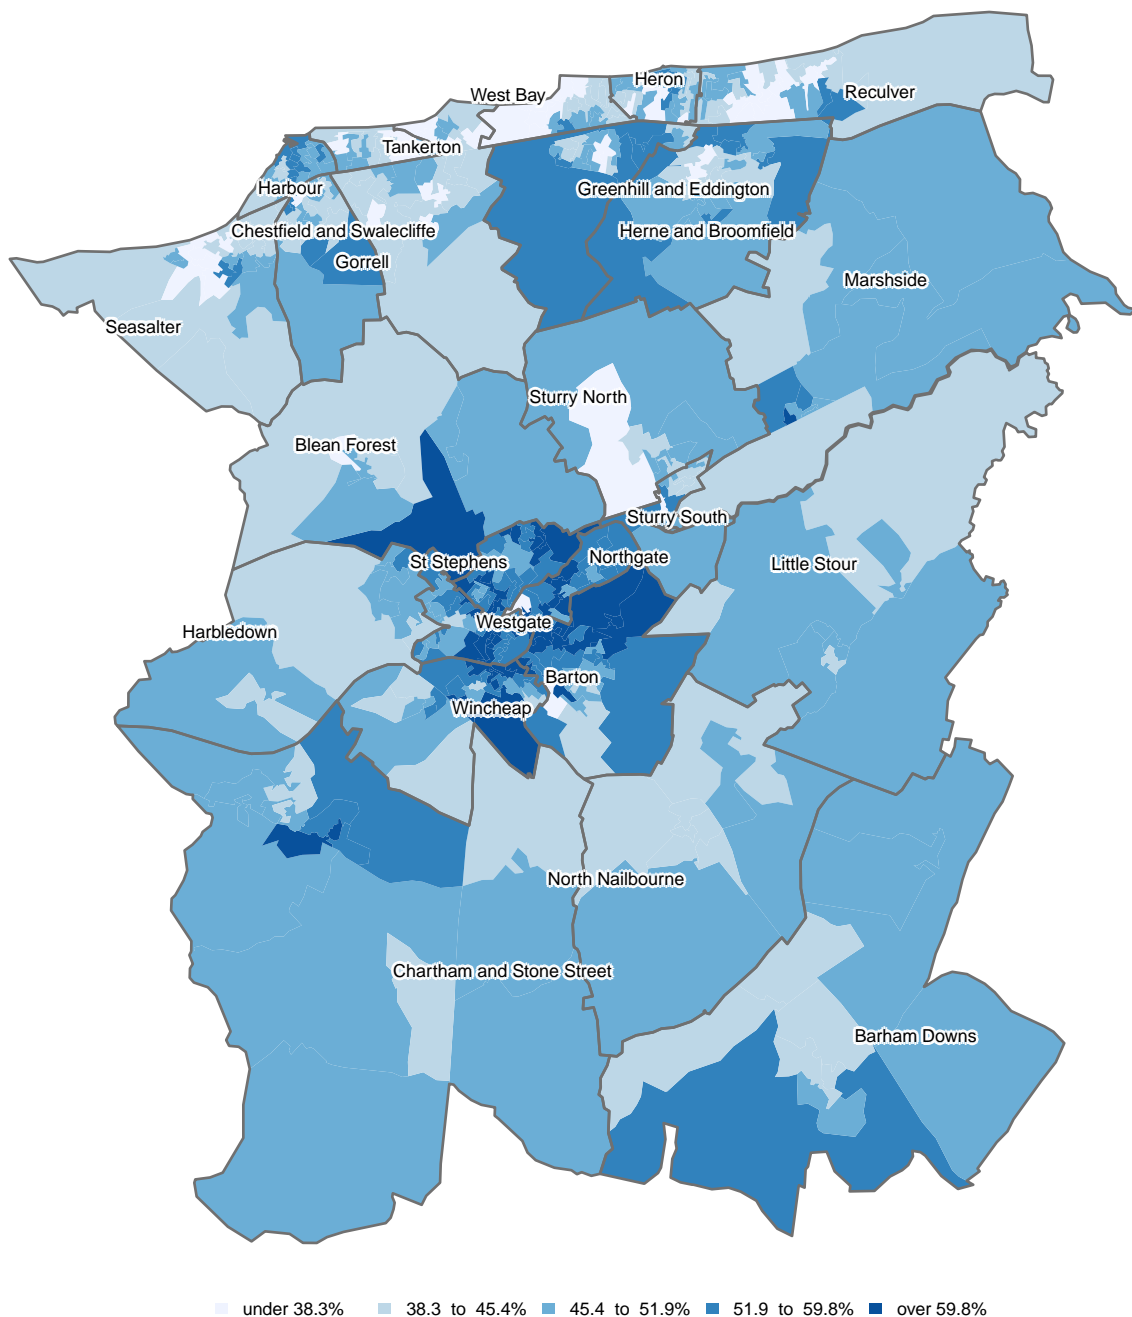 Heron
Reculver
West Bay
Tankerton
Harbour
Greenhill and Eddington
Chestfield and Swalecliffe
Herne and Broomfield
Gorrell
Marshside
Seasalter
Sturry North
Blean Forest
Sturry South
Northgate
St Stephens
Little Stour
Westgate
Harbledown
Barton
Wincheap
North Nailbourne
Chartham and Stone Street
Barham Downs
under 38.3% 38.3 to 45.4% 45.4 to 51.9% 51.9 to 59.8% over 59.8%